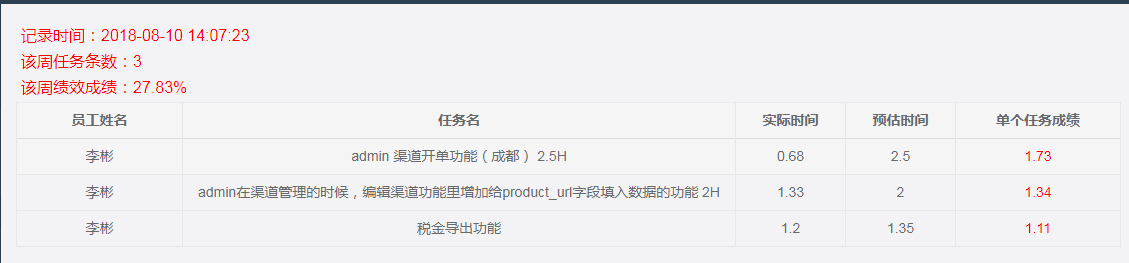 记录时间：2018-08-10 14:07:23
该周任务条数：3
该周绩效成绩：27.83%
员工姓名 任务名 实际时间 预估时间 单个任务成绩
李彬 admin 渠道开单功能（成都） 2.5H 0.68 2.5 1.73
李彬 admin在渠道管理的时候，编辑渠道功能里增加给product_url字段填入数据的功能 2H 1.33 2 1.34
李彬 税金导出功能 1.2 1.35 1.11